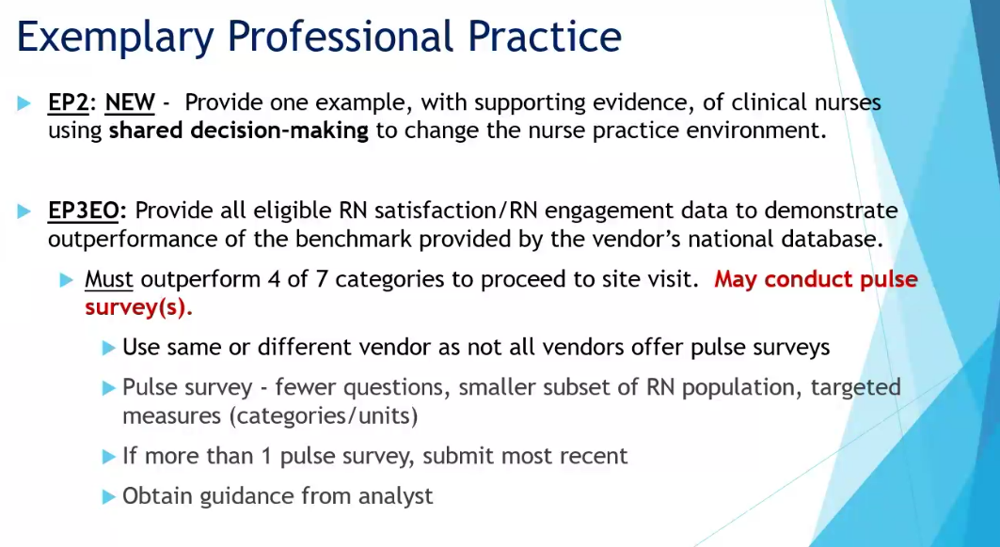 Exemplary Professional Practice
EP2: NEW - Provide one example, with supporting evidence, of clinical nurses
using shared decision-making to change the nurse practice environment.
EP3EO: Provide all eligible RN satisfaction/RN engagement data to demonstrate
outperformance of the benchmark provided by the vendor's national database.
Must outperform 4 of 7 categories to proceed to site visit. May conduct pulse
survey(s).
Use same or different vendor as not all vendors offer pulse surveys
Pulse survey - fewer questions, smaller subset of RN population, targeted
measures (categories/units)
If more than 1 pulse survey, submit most recent
Obtain guidance from analyst